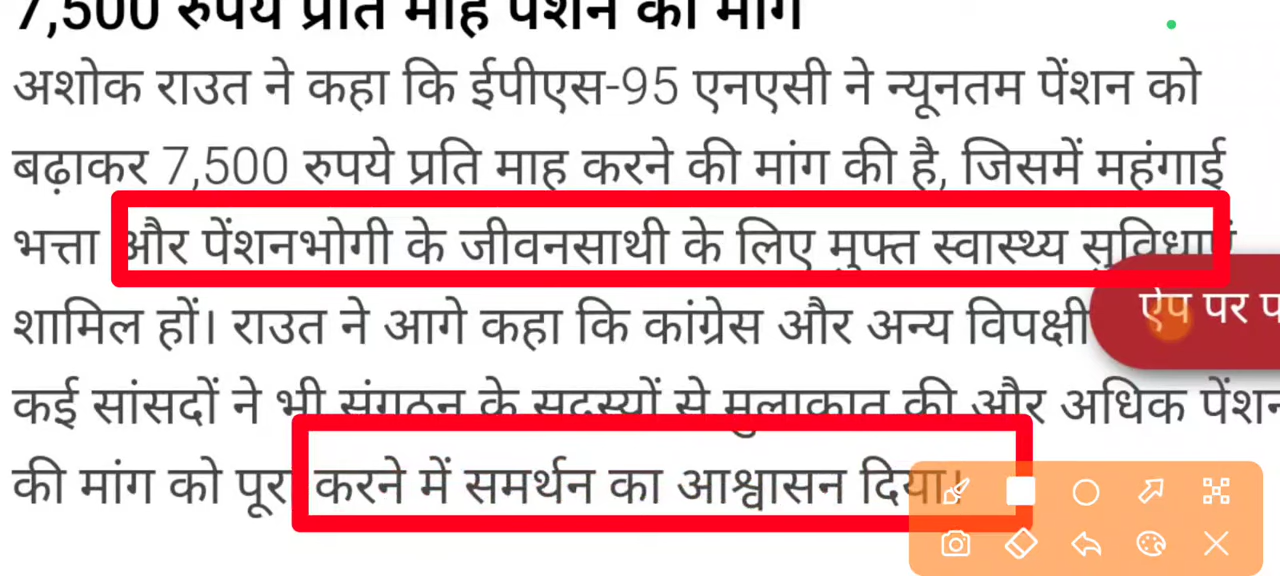 7,500 रुपये प्रति माह पेंशन की मांग
अशोक राउत ने कहा कि ईपीएस-95 एनएसी ने न्यूनतम पेंशन को
बढ़ाकर 7,500 रुपये प्रति माह करने की मांग की है, जिसमें महंगाई
भत्ता और पेंशनभोगी के जीवनसाथी के लिए मुफ्त स्वास्थ्य सुविधाएं
शामिल हों। राउत ने आगे कहा कि कांग्रेस और अन्य विपक्षी
ऐप पर
कई सांसदों ने भी संगठन के सदस्यों से मुलाकात की और अधिक पेंशन
की मांग को पूरा करने में समर्थन का आश्वासन दिया।